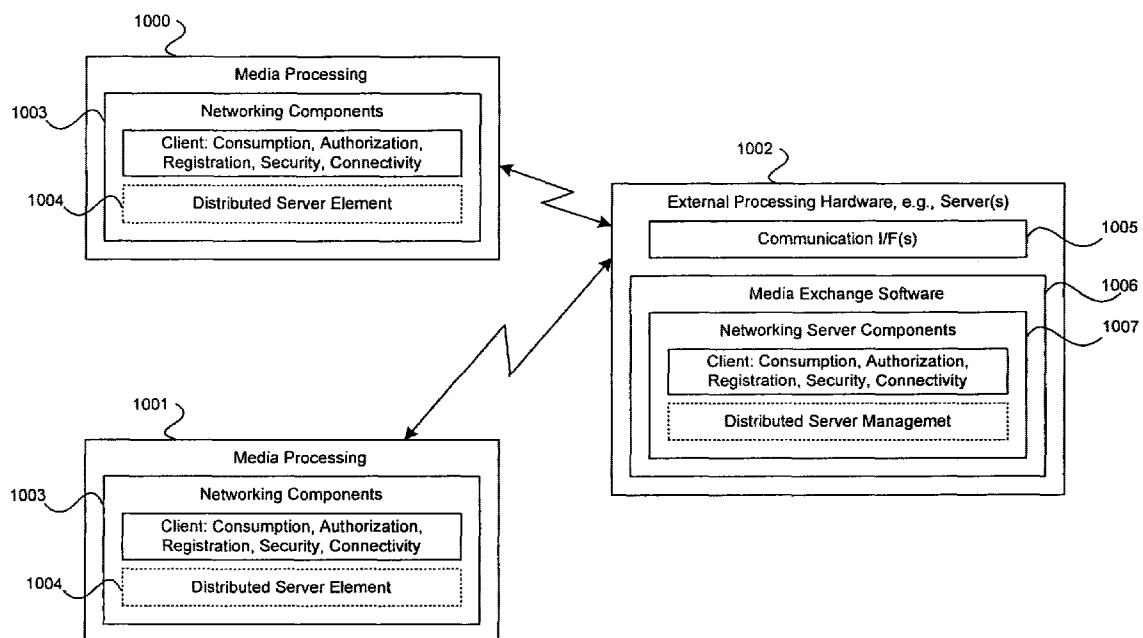 1000
Media Processing
1003
Networking Components
Client: Consumption, Authorization,
Registration, Security, Connectivity
1004
Distributed Server Element
1002
External Processing Hardware, e.g., Server(s)
Communication I/F(s)
1005
Media Exchange Software
1006
Networking Server Components
1007
Client: Consumption, Authorization,
Registration, Security, Connectivity
Distributed Server Managemet
1001
Media Processing
1003
Networking Components
Client: Consumption, Authorization,
Registration, Security, Connectivity
1004
Distributed Server Element